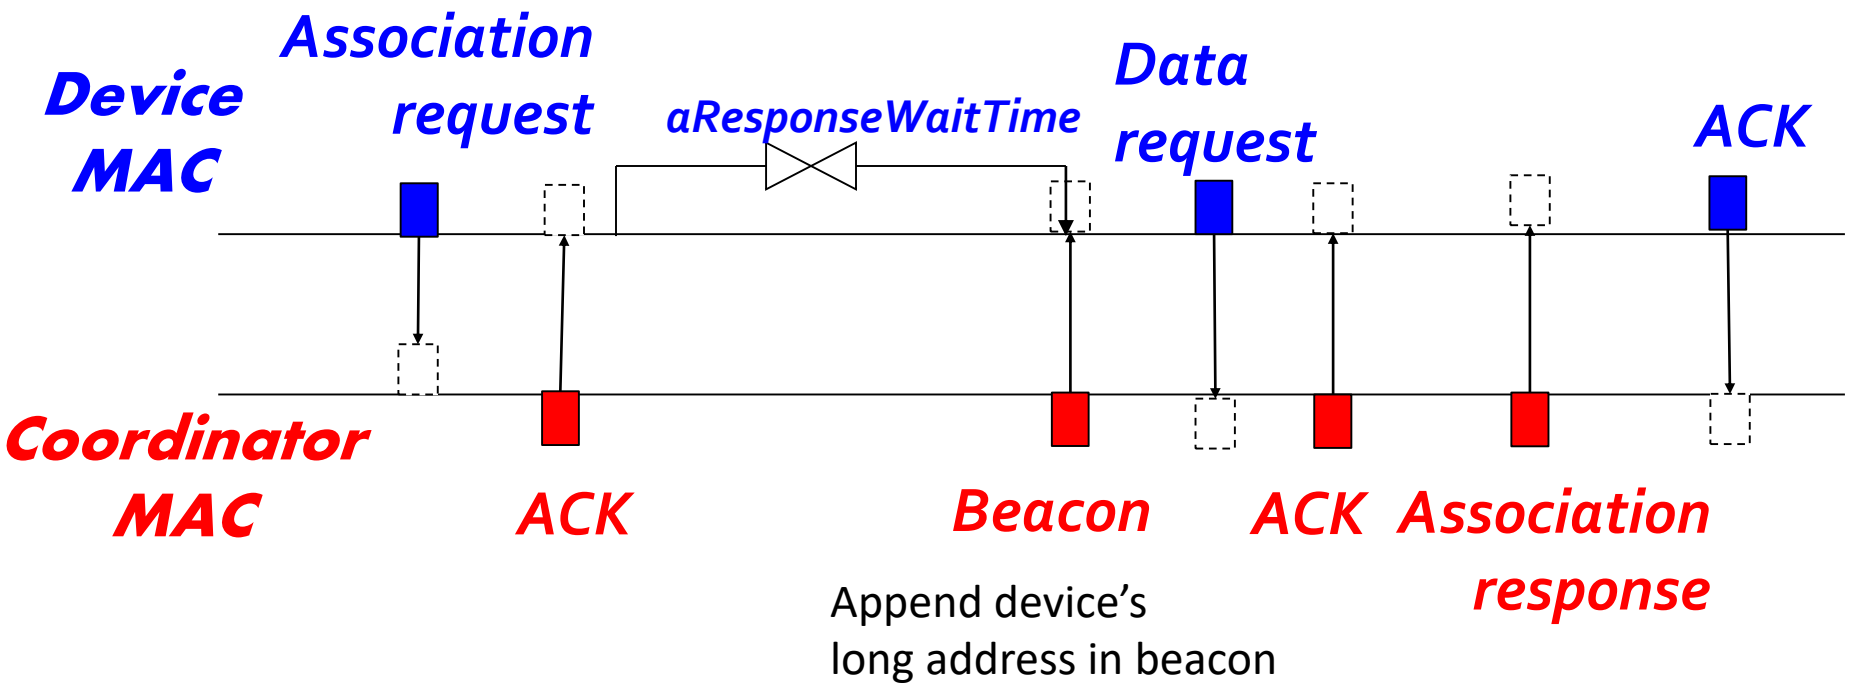 Association
request
Device
MAC
aResponseWaitTime
Data
request
ACK
Coordinator
MAC
ACK
Beacon
ACK
Association
response
Append device’s
long address in beacon